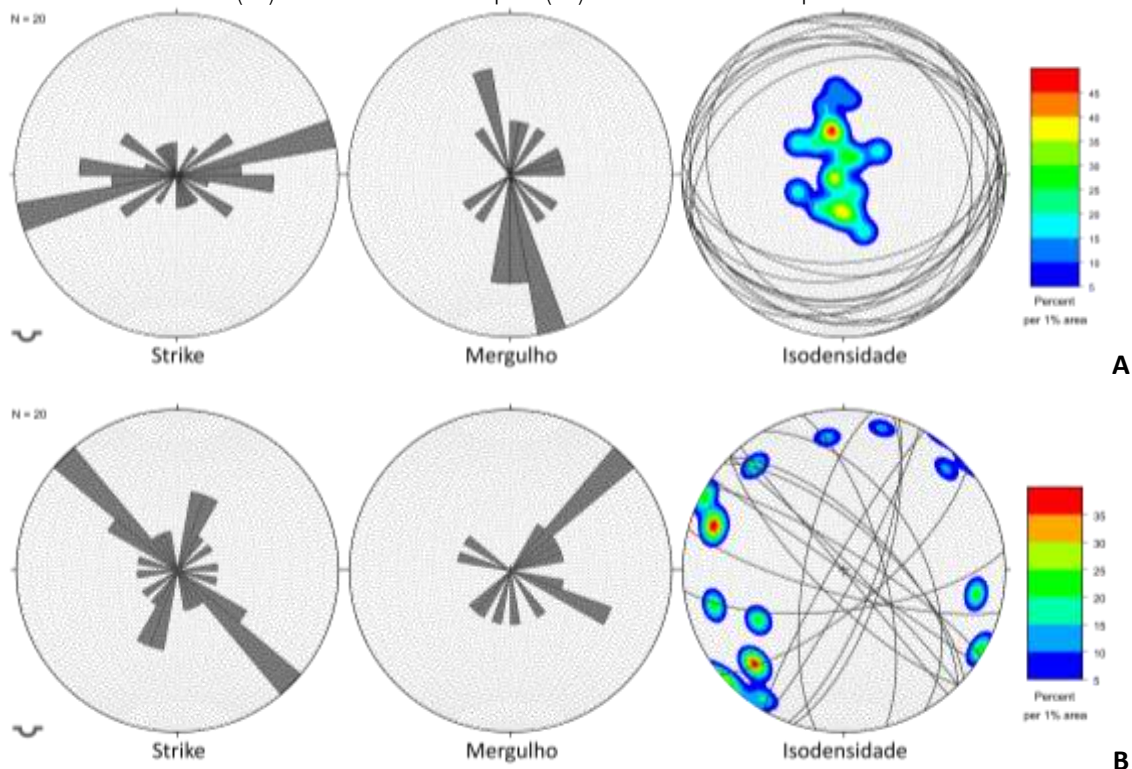 N = 20
45
40
35
30
25
20
15
10
5
Percent
per 1% area
Strike
Mergulho
Isodensidade
A
N = 20
35
30
25
20
15
10
5
Percent
per 1% area
Strike
Mergulho
Isodensidade
B